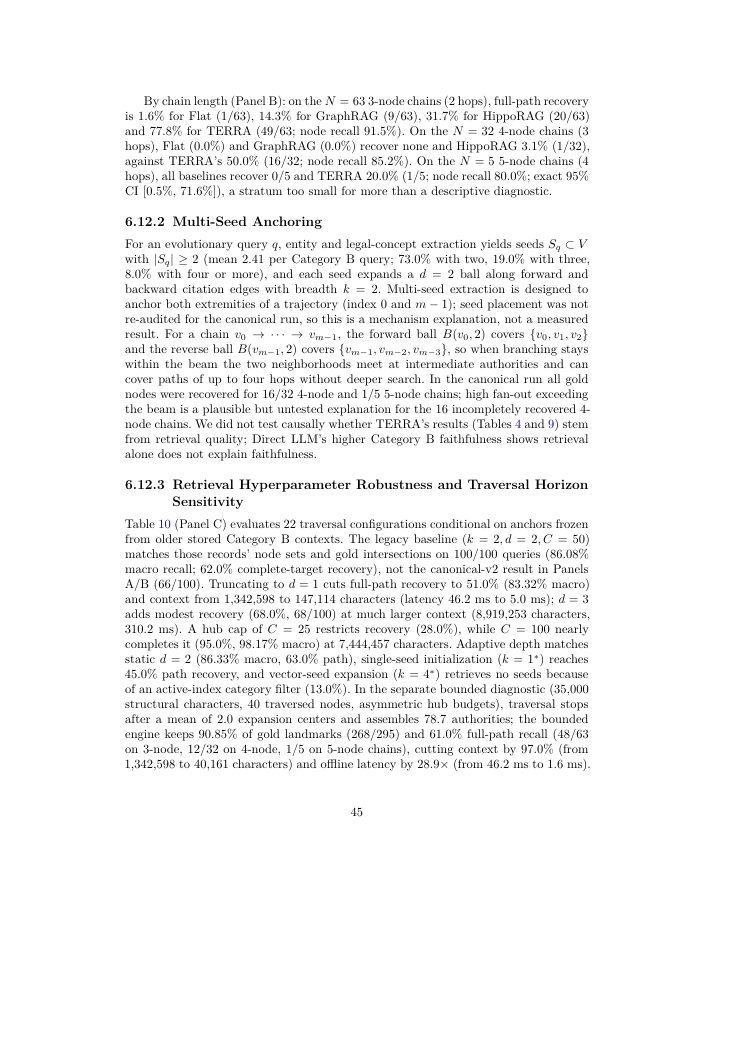 By chain length (Panel B): on the N = 63 3-node chains (2 hops), full-path recovery
is 1.6% for Flat (1/63), 14.3% for GraphRAG (9/63), 31.7% for HippoRAG (20/63)
and 77.8% for TERRA (49/63; node recall 91.5%). On the N = 32 4-node chains (3
hops), Flat (0.0%) and GraphRAG (0.0%) recover none and HippoRAG 3.1% (1/32),
against TERRA's 50.0% (16/32; node recall 85.2%). On the N = 5 5-node chains (4
hops), all baselines recover 0/5 and TERRA 20.0% (1/5; node recall 80.0%; exact 95%
CI [0.5%, 71.6%]), a stratum too small for more than a descriptive diagnostic.
6.12.2 Multi-Seed Anchoring
For an evolutionary query q, entity and legal-concept extraction yields seeds S_q ⊂ V
with |S_q| ≥ 2 (mean 2.41 per Category B query; 73.0% with two, 19.0% with three,
8.0% with four or more), and each seed expands a d = 2 ball along forward and
backward citation edges with breadth k = 2. Multi-seed extraction is designed to
anchor both extremities of a trajectory (index 0 and m − 1); seed placement was not
re-audited for the canonical run, so this is a mechanism explanation, not a measured
result. For a chain v_0 → ⋯ → v_{m−1}, the forward ball B(v_0, 2) covers {v_0, v_1, v_2}
and the reverse ball B(v_{m−1}, 2) covers {v_{m−1}, v_{m−2}, v_{m−3}}, so when branching stays
within the beam the two neighborhoods meet at intermediate authorities and can
cover paths of up to four hops without deeper search. In the canonical run all gold
nodes were recovered for 16/32 4-node and 1/5 5-node chains; high fan-out exceeding
the beam is a plausible but untested explanation for the 16 incompletely recovered 4-
node chains. We did not test causally whether TERRA's results (Tables 4 and 9) stem
from retrieval quality; Direct LLM's higher Category B faithfulness shows retrieval
alone does not explain faithfulness.
6.12.3 Retrieval Hyperparameter Robustness and Traversal Horizon
Sensitivity
Table 10 (Panel C) evaluates 22 traversal configurations conditional on anchors frozen
from older stored Category B contexts. The legacy baseline (k = 2, d = 2, C = 50)
matches those records' node sets and gold intersections on 100/100 queries (86.08%
macro recall; 62.0% complete-target recovery), not the canonical-v2 result in Panels
A/B (66/100). Truncating to d = 1 cuts full-path recovery to 51.0% (83.32% macro)
and context from 1,342,598 to 147,114 characters (latency 46.2 ms to 5.0 ms); d = 3
adds modest recovery (68.0%, 68/100) at much larger context (8,919,253 characters,
310.2 ms). A hub cap of C = 25 restricts recovery (28.0%), while C = 100 nearly
completes it (95.0%, 98.17% macro) at 7,444,457 characters. Adaptive depth matches
static d = 2 (86.33% macro, 63.0% path), single-seed initialization (k = 1*) reaches
45.0% path recovery, and vector-seed expansion (k = 4*) retrieves no seeds because
of an active-index category filter (13.0%). In the separate bounded diagnostic (35,000
structural characters, 40 traversed nodes, asymmetric hub budgets), traversal stops
after a mean of 2.0 expansion centers and assembles 78.7 authorities; the bounded
engine keeps 90.85% of gold landmarks (268/295) and 61.0% full-path recall (48/63
on 3-node, 12/32 on 4-node, 1/5 on 5-node chains), cutting context by 97.0% (from
1,342,598 to 40,161 characters) and offline latency by 28.9× (from 46.2 ms to 1.6 ms).
45